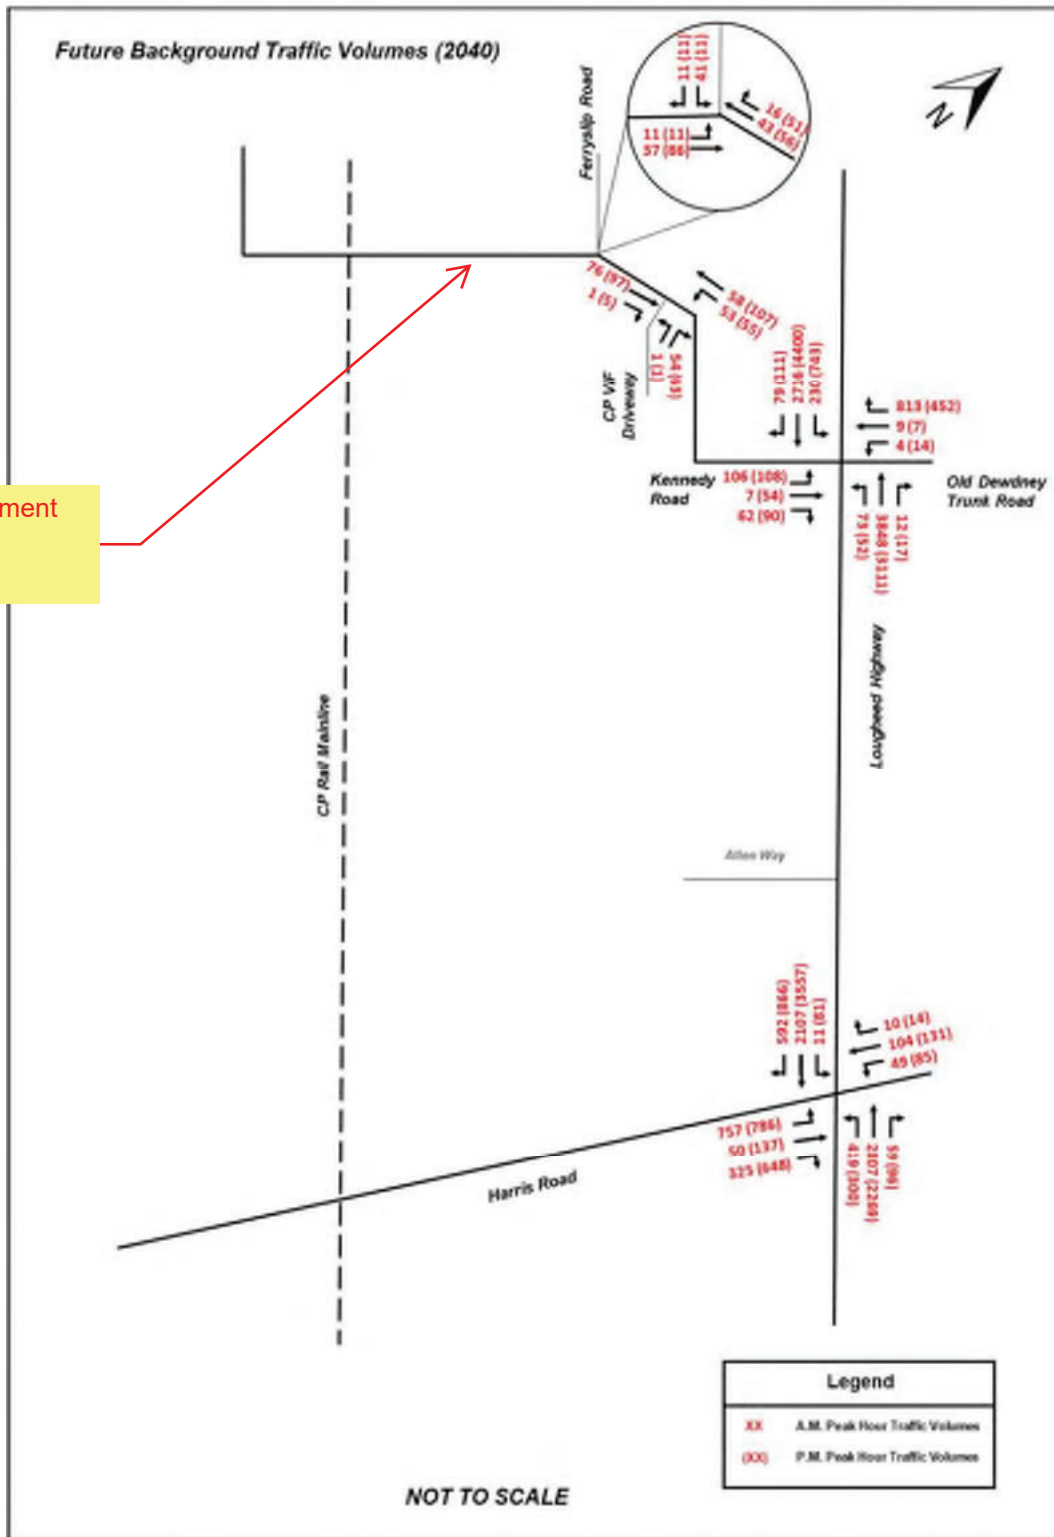 Future Background Traffic Volumes (2040)
Ferryslip Road
11 (11)
41 (11)
16 (51)
43 (56)
11 (11)
37 (86)
N
76 (97)
1 (5)
58 (107)
53 (55)
1 (1)
54 (63)
CP VIF
Driveway
79 (111)
2716 (4400)
230 (743)
813 (452)
9 (7)
4 (14)
Kennedy
Road
106 (108)
7 (54)
62 (90)
Old Dewdney
Trunk Road
73 (52)
3848 (3111)
12 (17)
ment
Lougheed Highway
CP Rail Mainline
Allen Way
592 (866)
2107 (3557)
11 (81)
10 (14)
104 (131)
49 (85)
757 (786)
50 (137)
325 (648)
419 (300)
2807 (2269)
59 (96)
Harris Road
Legend
XX A.M. Peak Hour Traffic Volumes
(XX) P.M. Peak Hour Traffic Volumes
NOT TO SCALE